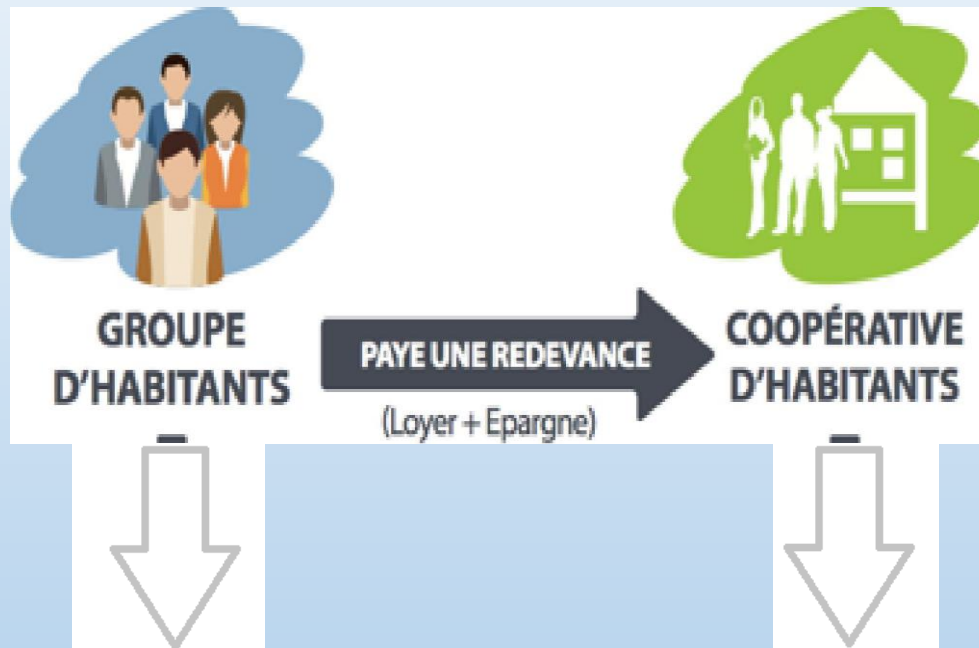 GROUPE
D'HABITANTS
PAYE UNE REDEVANCE
(Loyer + Epargne)
COOPÉRATIVE
D'HABITANTS